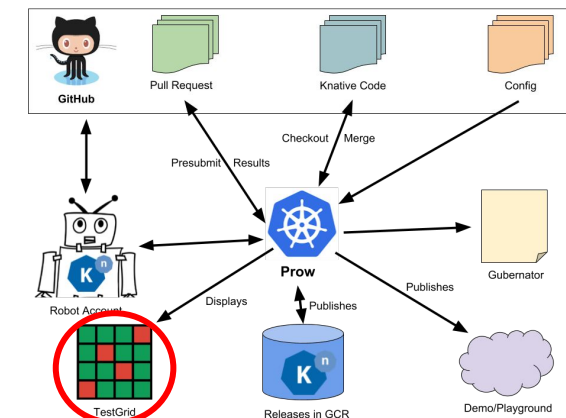 GitHub
Pull Request
Knative Code
Config
Checkout
Merge
Presubmit
Results
Prow
Gubernator
K n
Robot Account
Displays
Publishes
Publishes
K n
TestGrid
Releases in GCR
Demo/Playground